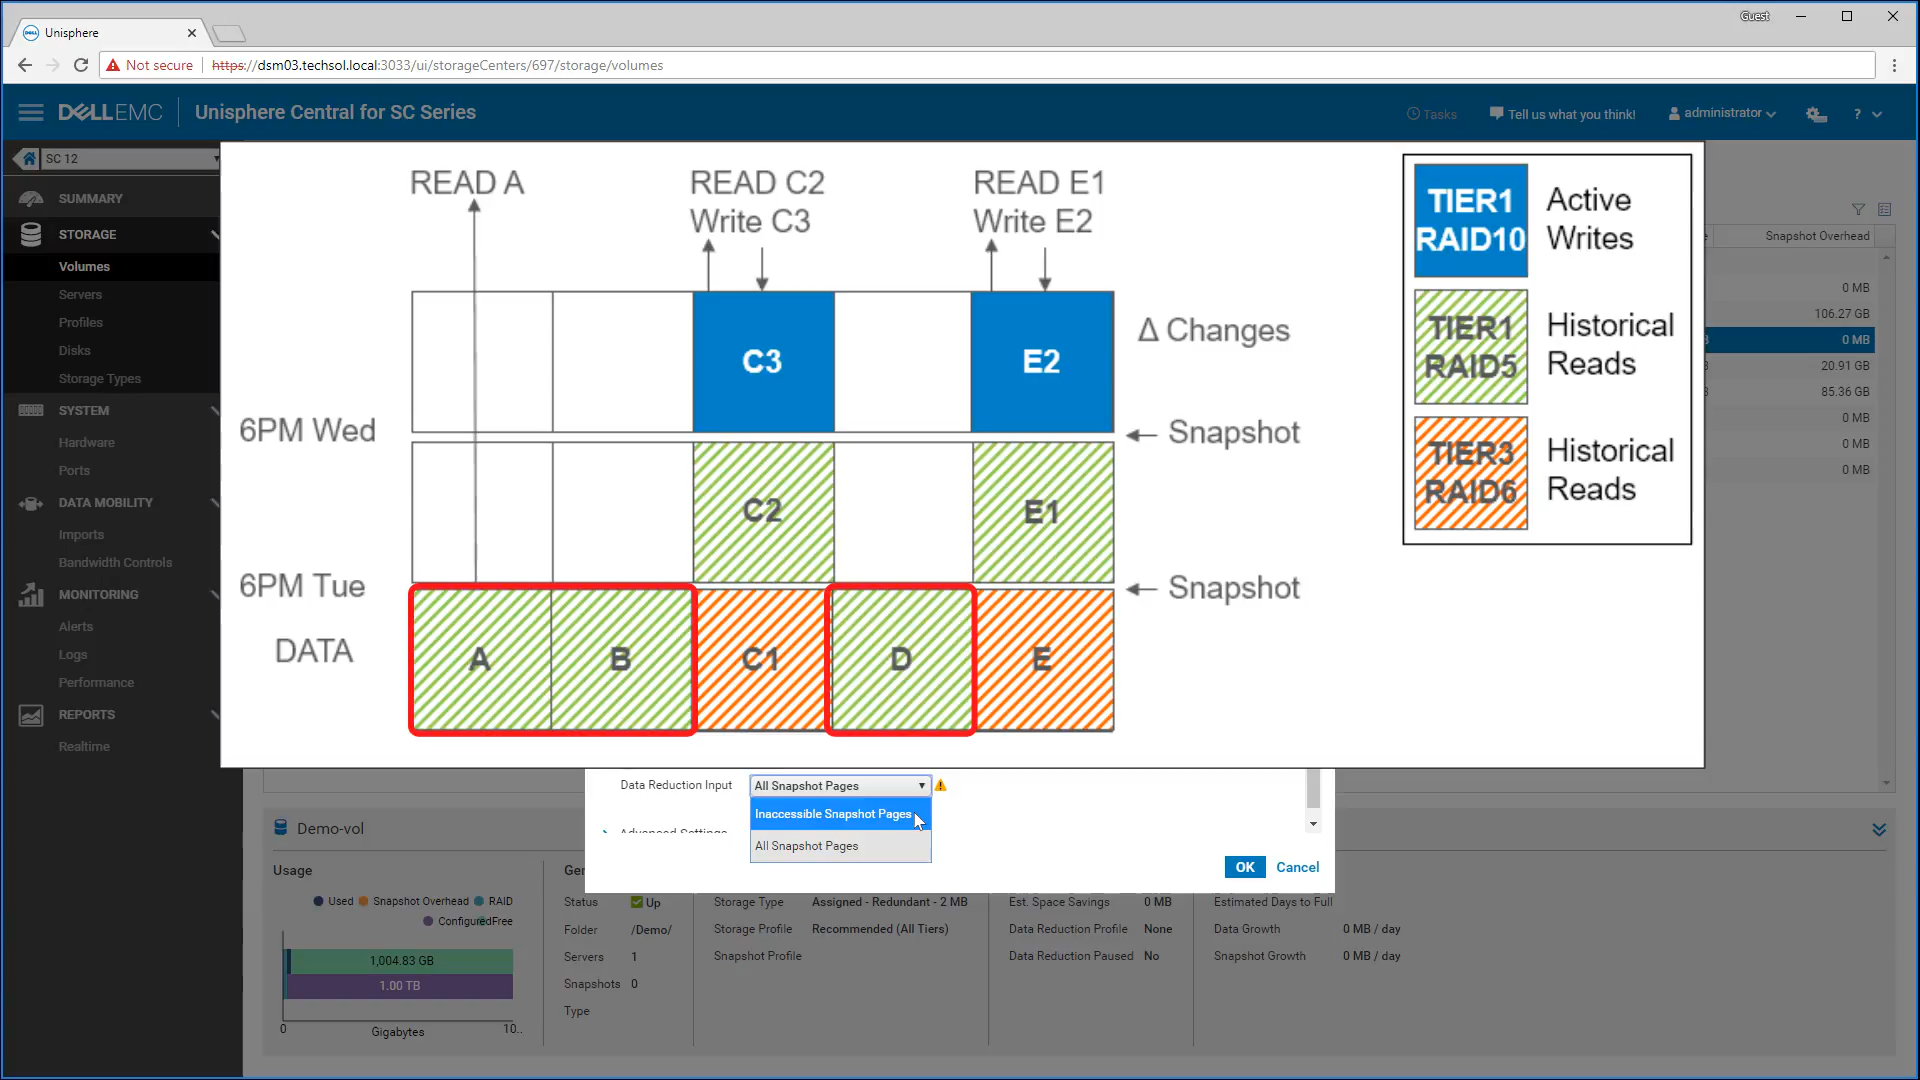 Guest
Unisphere
Not secure
https://dsm03.techsol.local:3033/ui/storageCenters/697/storage/volumes
DELLEMC
Unisphere Central for SC Series
Tasks
Tell us what you think!
administrator
?
SC 12
SUMMARY
STORAGE
Volumes
Servers
Profiles
Disks
Storage Types
SYSTEM
Hardware
Ports
DATA MOBILITY
Imports
Bandwidth Controls
MONITORING
Alerts
Logs
Performance
REPORTS
Realtime
READ A
READ C2
Write C3
READ E1
Write E2
C3
E2
Δ Changes
6PM Wed
Snapshot
C2
E1
6PM Tue
Snapshot
DATA
A
B
C1
D
E
TIER1
RAID10
Active
Writes
TIER1
RAID5
Historical
Reads
TIER3
RAID6
Historical
Reads
Snapshot Overhead
0 MB
106.27 GB
0 MB
20.91 GB
85.36 GB
0 MB
0 MB
0 MB
Data Reduction Input
All Snapshot Pages
Inaccessible Snapshot Pages
All Snapshot Pages
Advanced Settings
OK
Cancel
Demo-vol
Usage
Used
Snapshot Overhead
RAID
Configured
Free
1,004.83 GB
1.00 TB
0
10..
Gigabytes
Ger
Status
Up
Folder
/Demo/
Servers
1
Snapshots
0
Type
Storage Type
Assigned - Redundant - 2 MB
Storage Profile
Recommended (All Tiers)
Snapshot Profile
Est. Space Savings
0 MB
Data Reduction Profile
None
Data Reduction Paused
No
Estimated Days to Full
Data Growth
0 MB / day
Snapshot Growth
0 MB / day